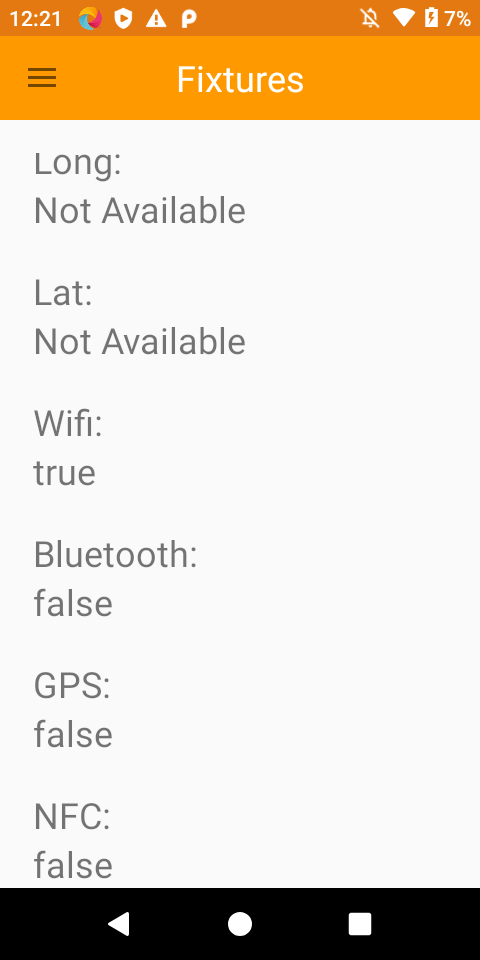 12:21
7%
Fixtures
Long:
Not Available
Lat:
Not Available
Wifi:
true
Bluetooth:
false
GPS:
false
NFC:
false